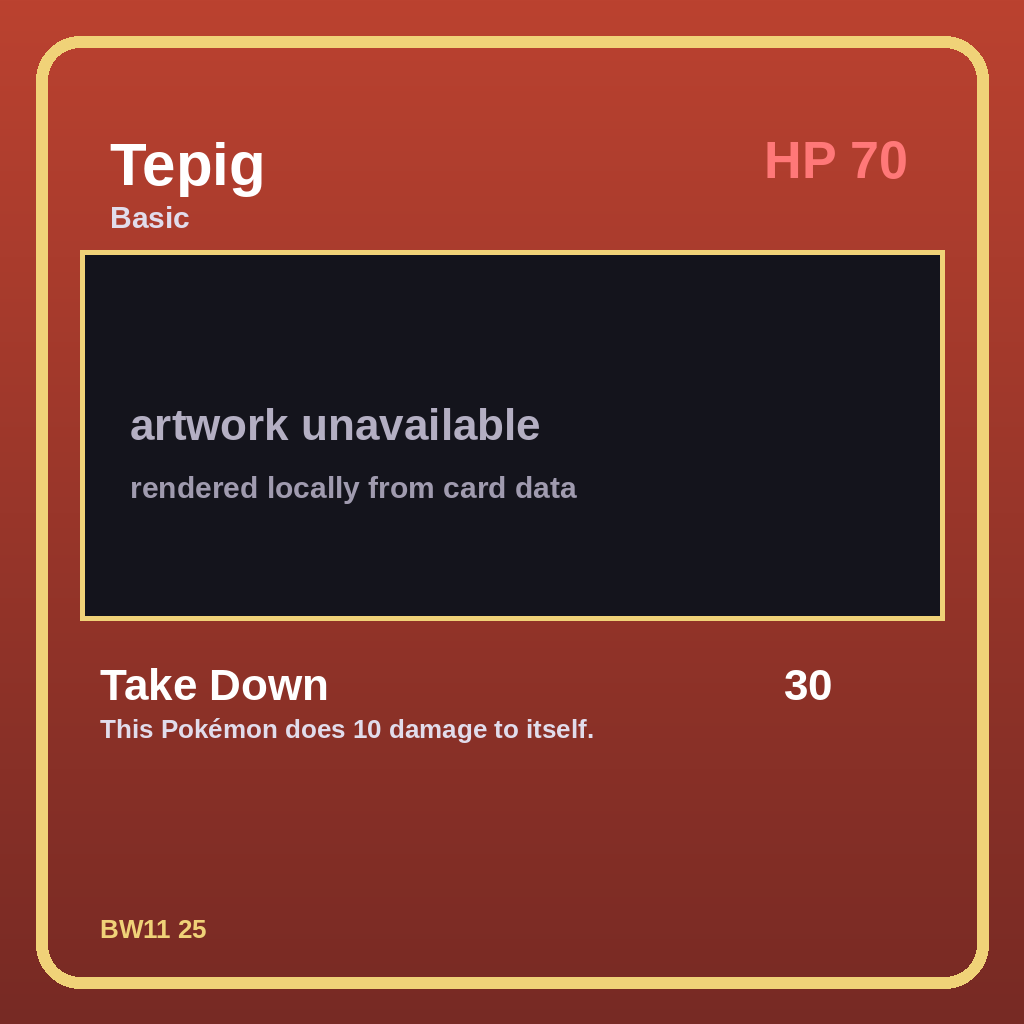 Tepig
HP 70
Basic
artwork unavailable
rendered locally from card data
Take Down
30
This Pokémon does 10 damage to itself.
BW11 25